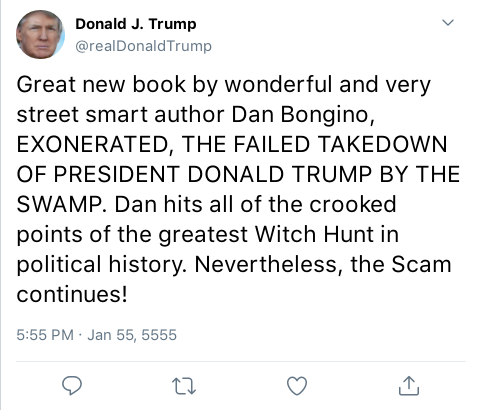 Donald J. Trump
@realDonaldTrump
Great new book by wonderful and very
street smart author Dan Bongino,
EXONERATED, THE FAILED TAKEDOWN
OF PRESIDENT DONALD TRUMP BY THE
SWAMP. Dan hits all of the crooked
points of the greatest Witch Hunt in
political history. Nevertheless, the Scam
continues!
5:55 PM · Jan 55, 5555